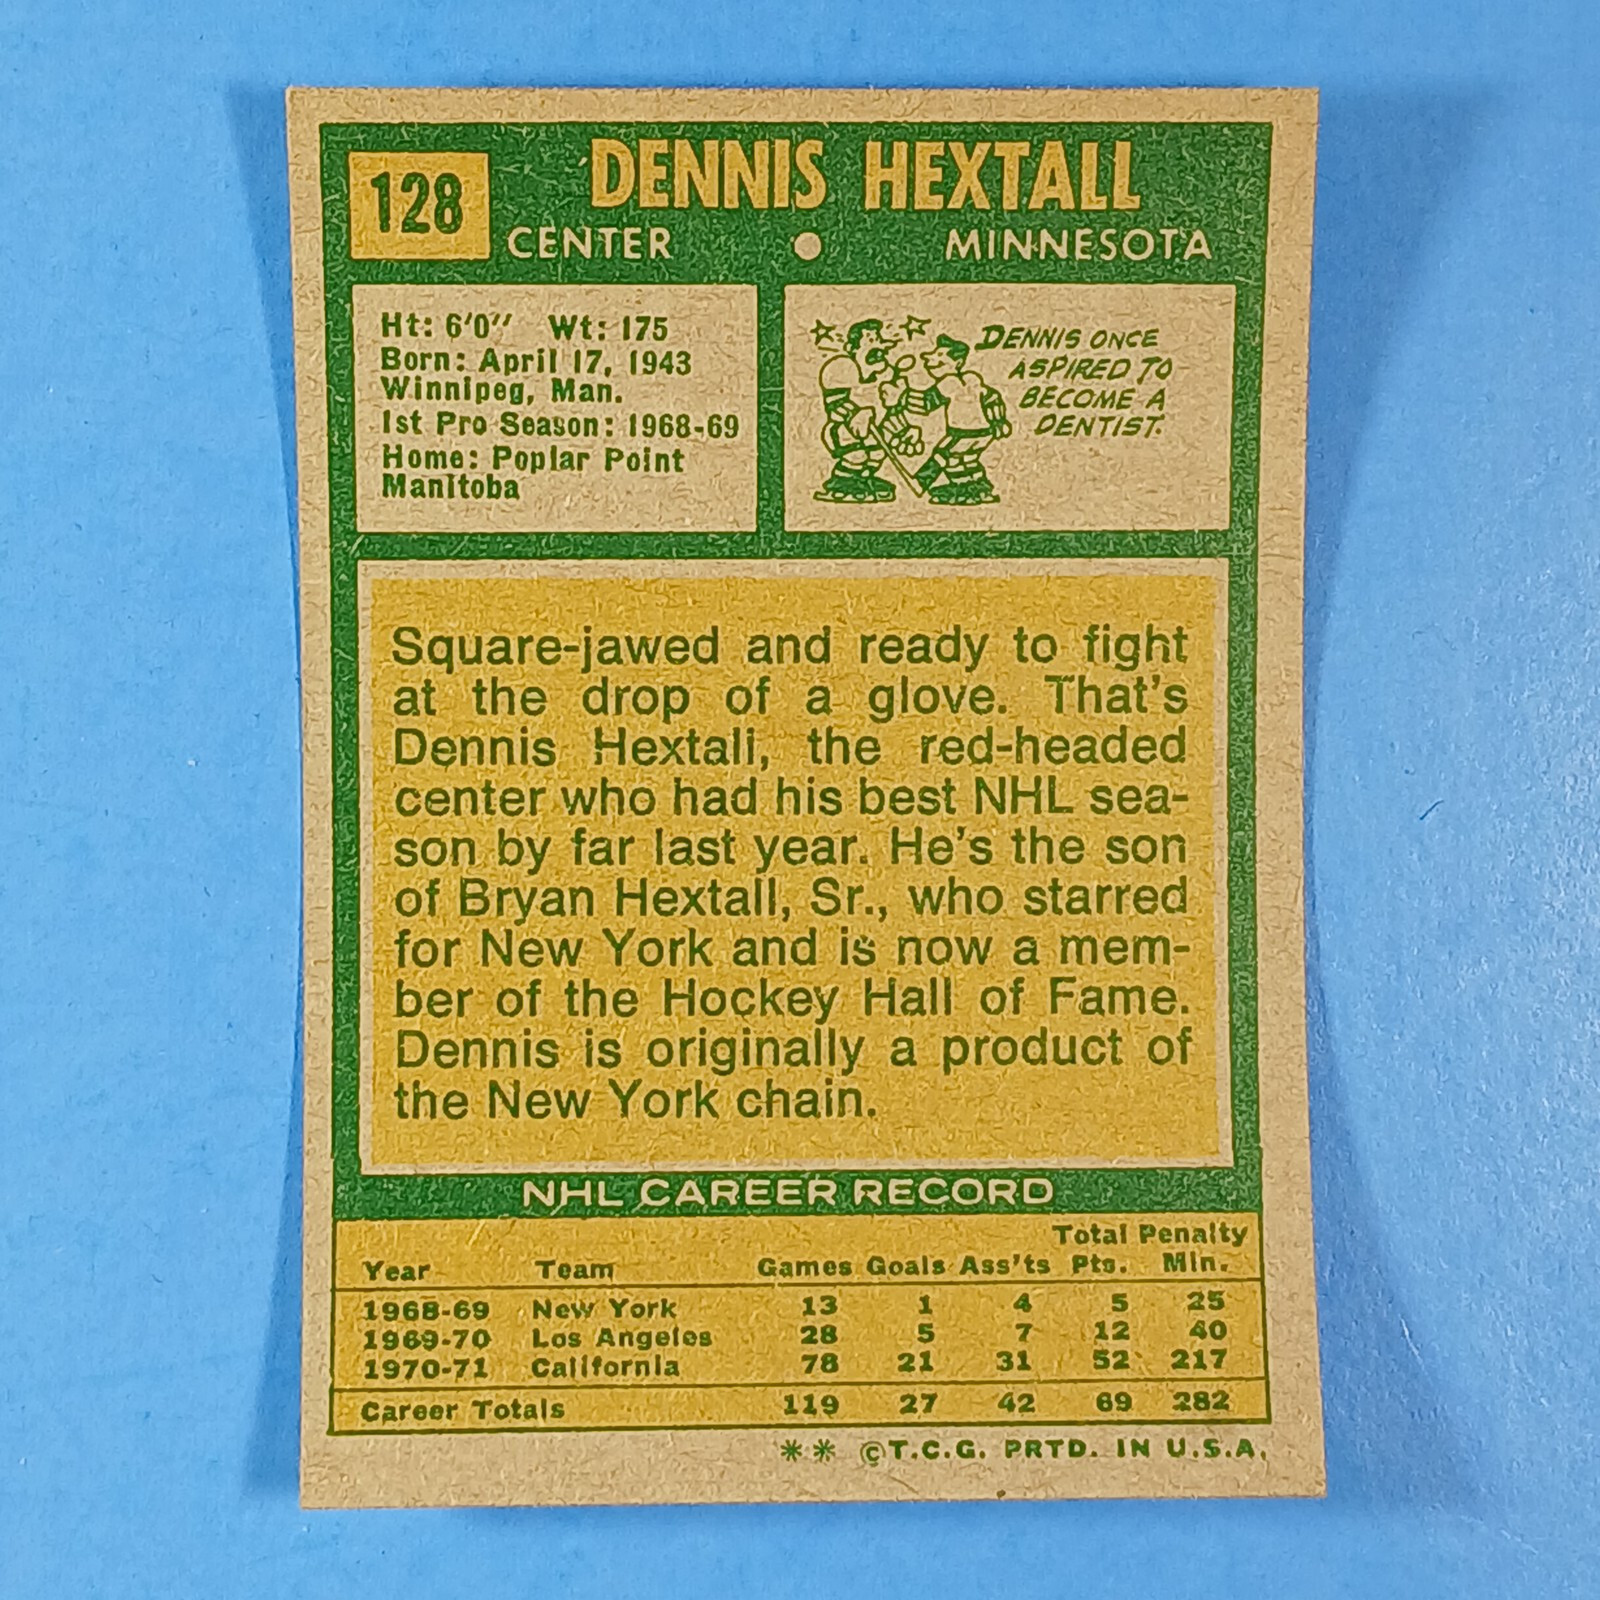 128
DENNIS HEXTALL
CENTER
MINNESOTA
Ht: 6'0" Wt: 175
Born: April 17, 1943
Winnipeg, Man.
1st Pro Season: 1968-69
Home: Poplar Point
Manitoba
DENNIS ONCE
ASPIRED TO
BECOME A
DENTIST.
Square-jawed and ready to fight
at the drop of a glove. That's
Dennis Hextall, the red-headed
center who had his best NHL sea-
son by far last year. He's the son
of Bryan Hextall, Sr., who starred
for New York and is now a mem-
ber of the Hockey Hall of Fame.
Dennis is originally a product of
the New York chain.
NHL CAREER RECORD
Total Penalty
Year Team Games Goals Ass'ts Pts. Min.
1968-69 New York 13 1 4 5 25
1969-70 Los Angeles 28 5 7 12 40
1970-71 California 78 21 31 52 217
Career Totals 119 27 42 69 282
** ©T.C.G. PRTD. IN U.S.A.